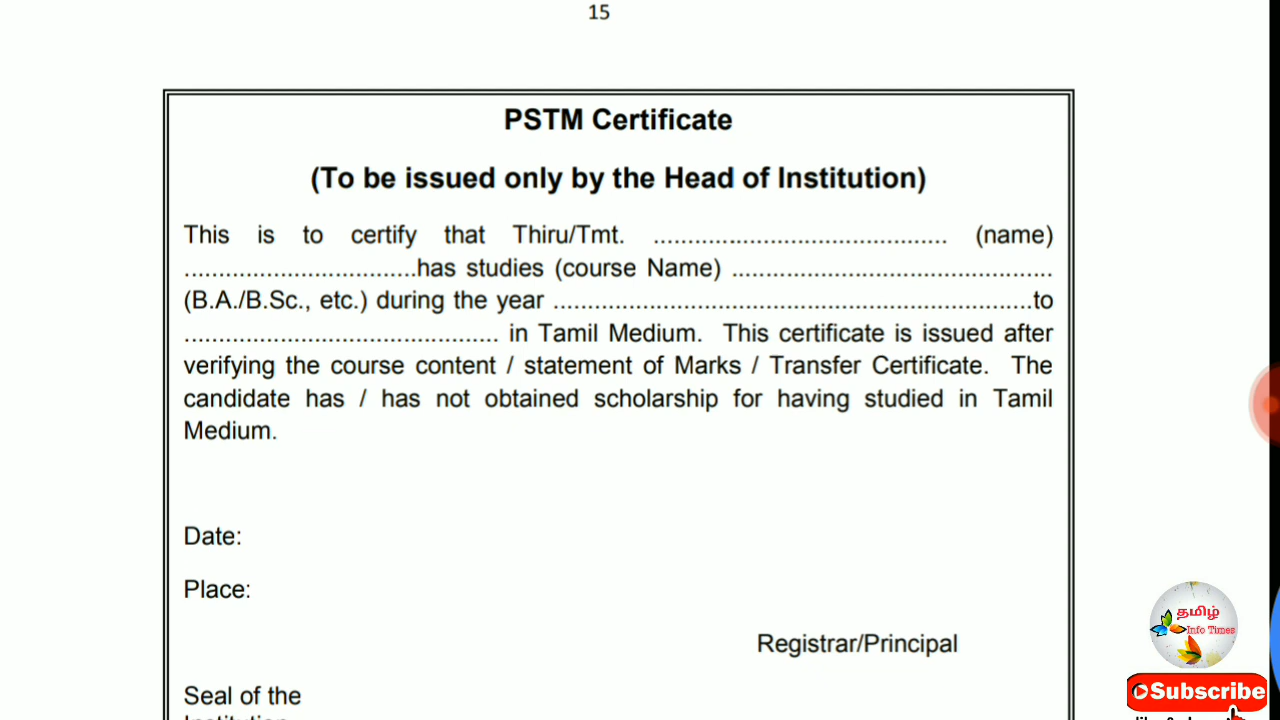 15
PSTM Certificate
(To be issued only by the Head of Institution)
This is to certify that Thiru/Tmt. ........................................... (name)
..................................has studies (course Name) ...............................................
(B.A./B.Sc., etc.) during the year ......................................................................to
.............................................. in Tamil Medium. This certificate is issued after
verifying the course content / statement of Marks / Transfer Certificate. The
candidate has / has not obtained scholarship for having studied in Tamil
Medium.
Date:
Place:
Registrar/Principal
Seal of the
Institution
தமிழ்
Info Times
Subscribe